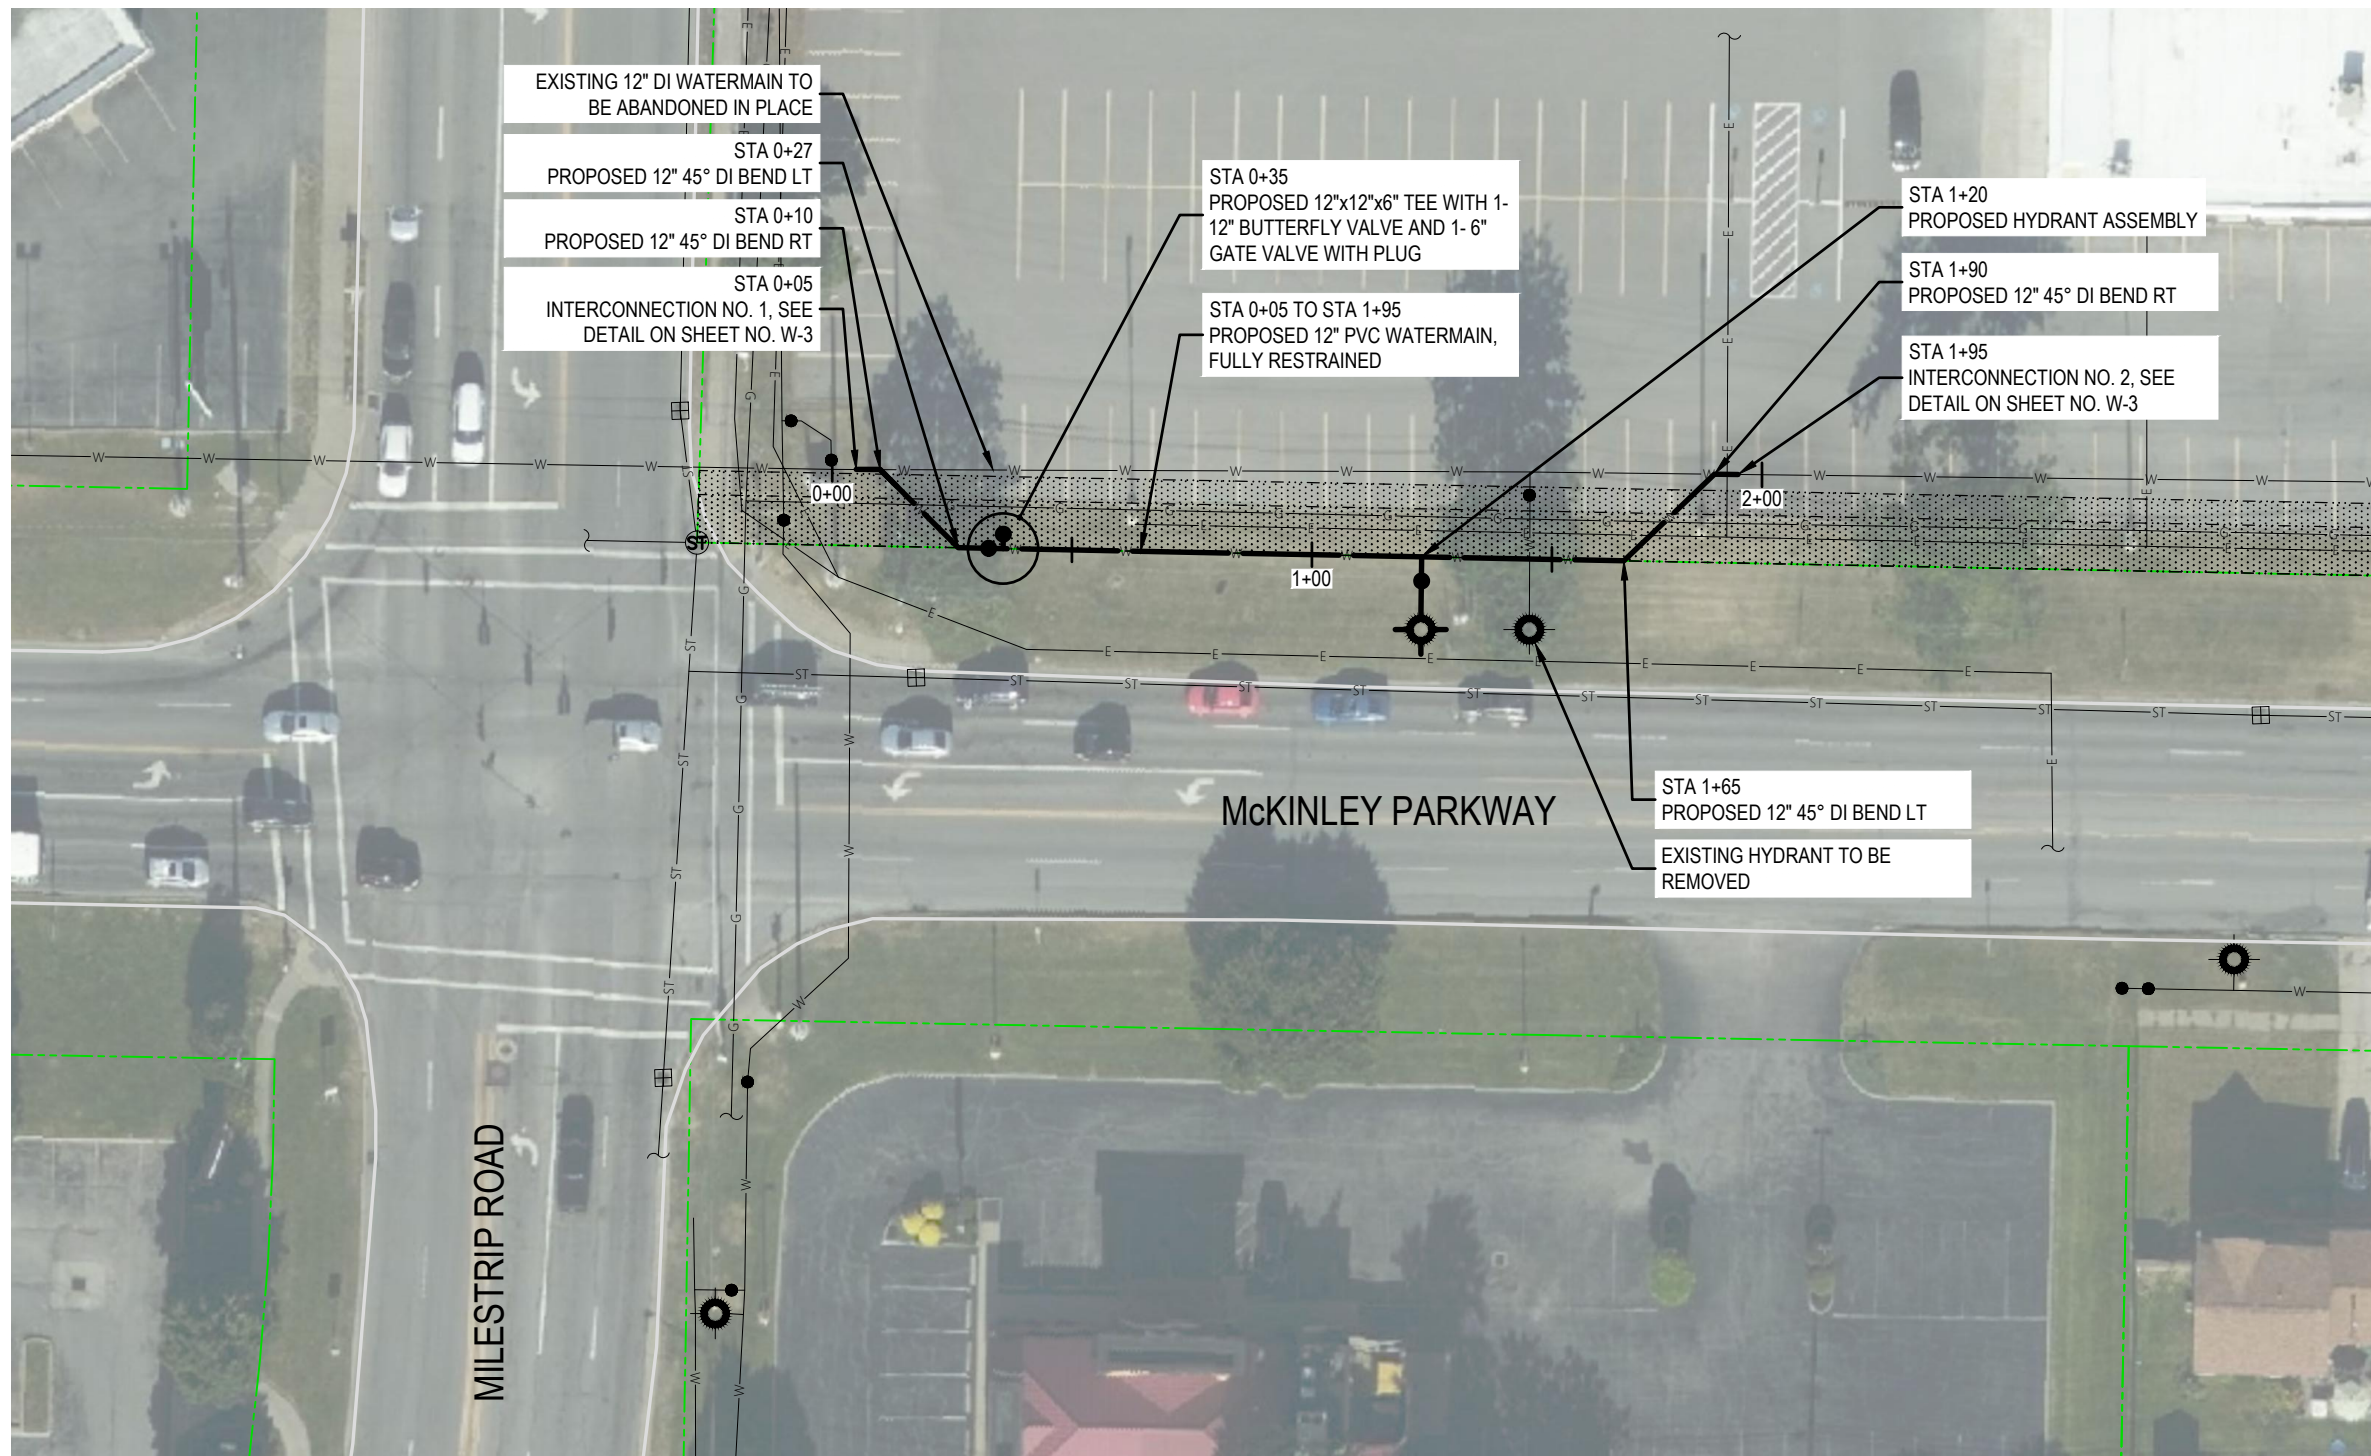 EXISTING 12" DI WATERMAIN TO
BE ABANDONED IN PLACE
STA 0+27
PROPOSED 12" 45° DI BEND LT
STA 0+10
PROPOSED 12" 45° DI BEND RT
STA 0+05
INTERCONNECTION NO. 1, SEE
DETAIL ON SHEET NO. W-3
STA 0+35
PROPOSED 12"x12"x6" TEE WITH 1-
12" BUTTERFLY VALVE AND 1- 6"
GATE VALVE WITH PLUG
STA 0+05 TO STA 1+95
PROPOSED 12" PVC WATERMAIN,
FULLY RESTRAINED
STA 1+20
PROPOSED HYDRANT ASSEMBLY
STA 1+90
PROPOSED 12" 45° DI BEND RT
STA 1+95
INTERCONNECTION NO. 2, SEE
DETAIL ON SHEET NO. W-3
0+00
1+00
2+00
ST
STA 1+65
PROPOSED 12" 45° DI BEND LT
EXISTING HYDRANT TO BE
REMOVED
McKINLEY PARKWAY
MILESTRIP ROAD